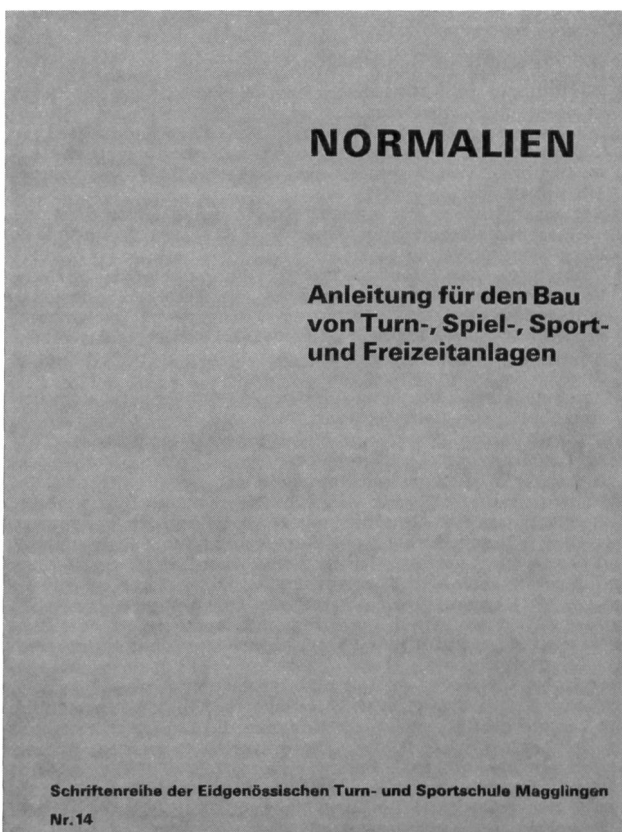 NORMALIEN
Anleitung für den Bau
von Turn-, Spiel-, Sport-
und Freizeitanlagen
Schriftenreihe der Eidgenössischen Turn- und Sportschule Magglingen
Nr. 14